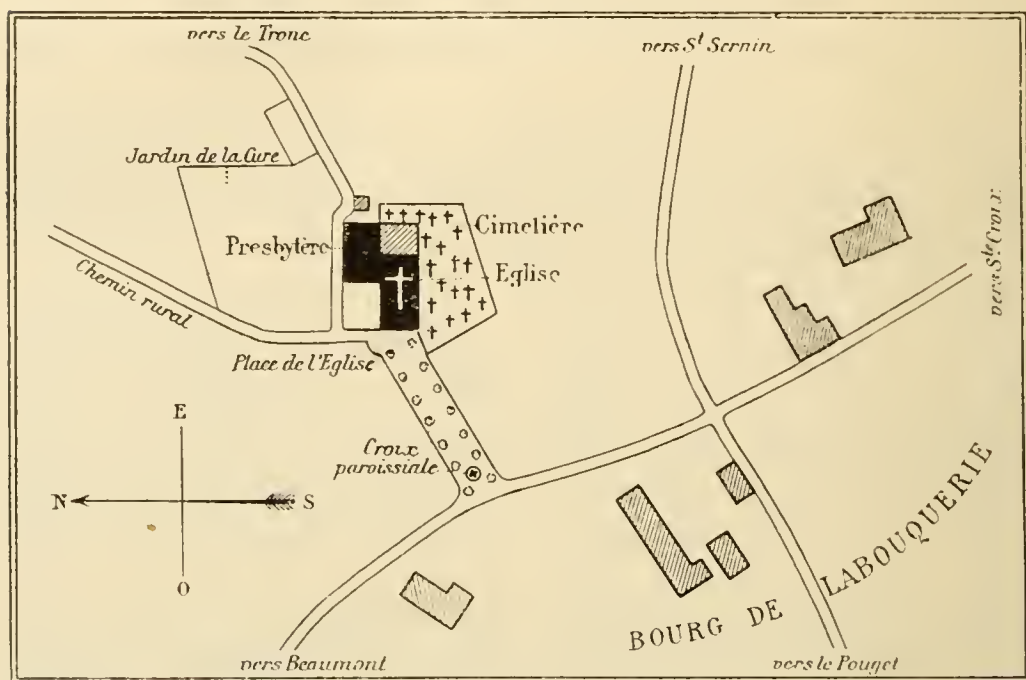 vers le Tronc
vers St Sernin
Jardin de la Cure
Cimetière
Presbytère
Eglise
vers Ste Croix
Chemin rural
Place de l'Eglise
E
Croix
paroissiale
N
S
O
BOURG DE LABOUQUERIE
vers Beaumont
vers le Pouget